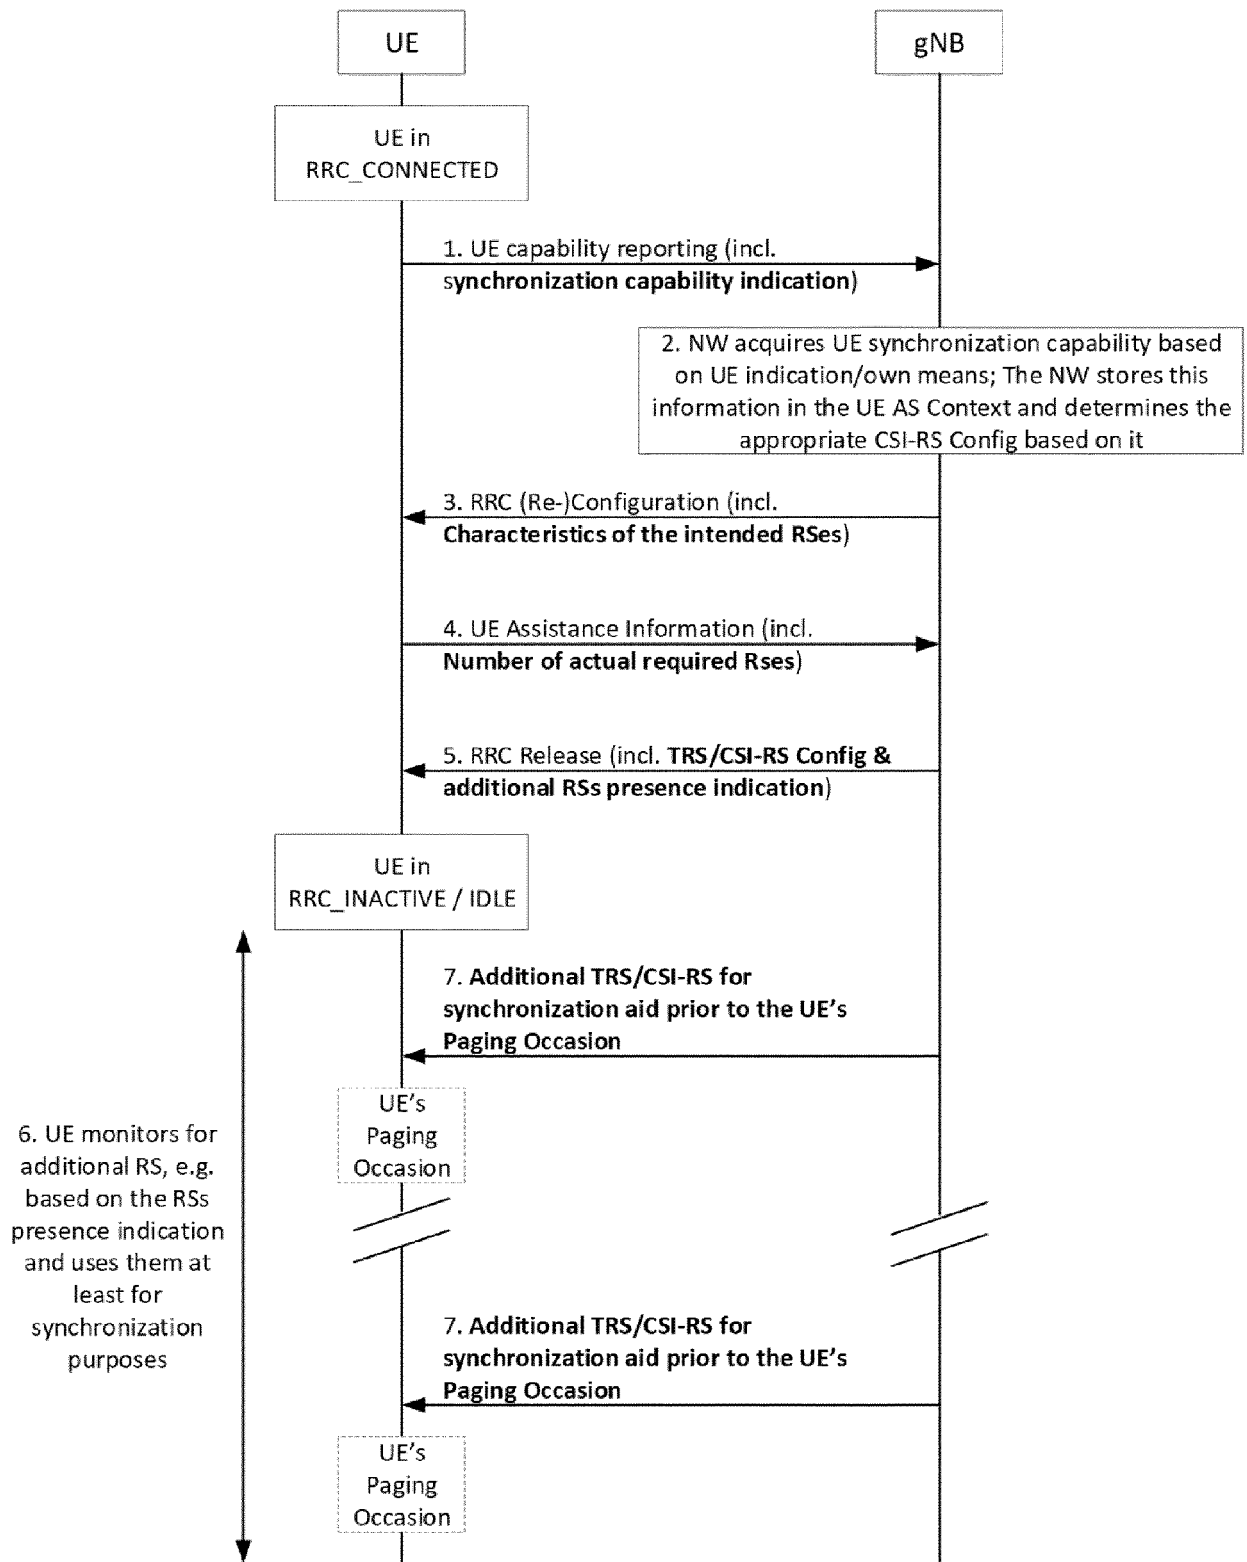 UE
gNB
UE in
RRC_CONNECTED
1. UE capability reporting (incl.
synchronization capability indication)
2. NW acquires UE synchronization capability based
on UE indication/own means; The NW stores this
information in the UE AS Context and determines the
appropriate CSI-RS Config based on it
3. RRC (Re-)Configuration (incl.
Characteristics of the intended RSes)
4. UE Assistance Information (incl.
Number of actual required Rses)
5. RRC Release (incl. TRS/CSI-RS Config &
additional RSs presence indication)
UE in
RRC_INACTIVE / IDLE
7. Additional TRS/CSI-RS for
synchronization aid prior to the UE's
Paging Occasion
UE's
Paging
Occasion
6. UE monitors for
additional RS, e.g.
based on the RSs
presence indication
and uses them at
least for
synchronization
purposes
7. Additional TRS/CSI-RS for
synchronization aid prior to the UE's
Paging Occasion
UE's
Paging
Occasion